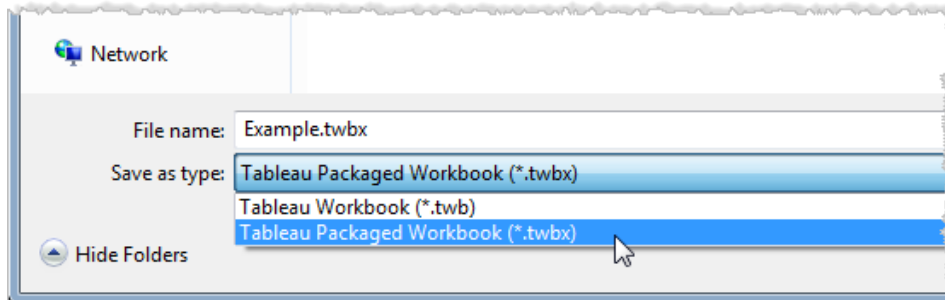 Network
File name: Example.twbx
Save as type: Tableau Packaged Workbook (*.twbx)
Tableau Workbook (*.twb)
Tableau Packaged Workbook (*.twbx)
Hide Folders